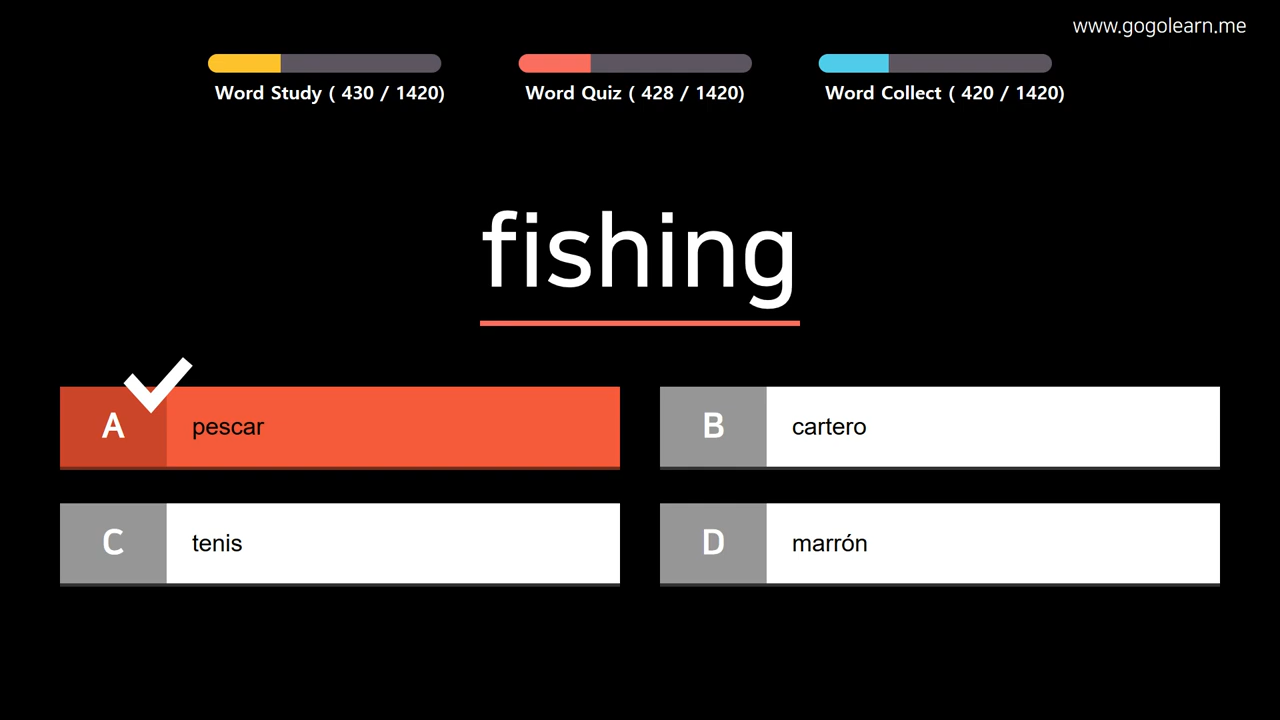 www.gogolearn.me
Word Study ( 430 / 1420)
Word Quiz ( 428 / 1420)
Word Collect ( 420 / 1420)
fishing
A pescar
B cartero
C tenis
D marrón